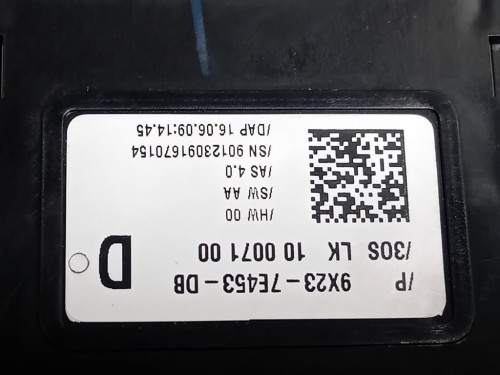 /P 9X23-7E453-DB
/30S LK 10 0071 00
D
/HW 00
/SW AA
/AS 4.0
/SN 90123091670154
/DAP 16.06.09:14.45